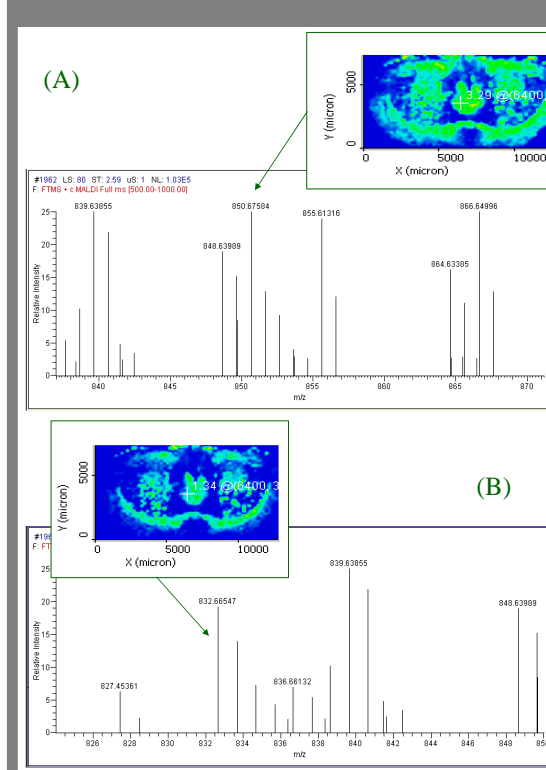 (A)
5000
3.29 @(6400,
Y (micron)
0
0 5000 10000
X (micron)
#1962 LS: 80 ST: 2.59 uS: 1 NL: 1.03E5
F: FTMS + c MALDI Full ms [500.00-1000.00]
25
839.63855
850.67584
855.61316
866.64996
20
848.63989
864.63385
15
10
5
0
Relative Intensity
840 845 850 855 860 865 870
m/z
5000
1.34 @(6400, 3
Y (micron)
0
0 5000 10000
X (micron)
(B)
#196
F: FT
25
839.63855
20
832.66547
848.63989
15
10
836.66132
827.45361
5
0
Relative Intensity
826 828 830 832 834 836 838 840 842 844 846 848 850
m/z